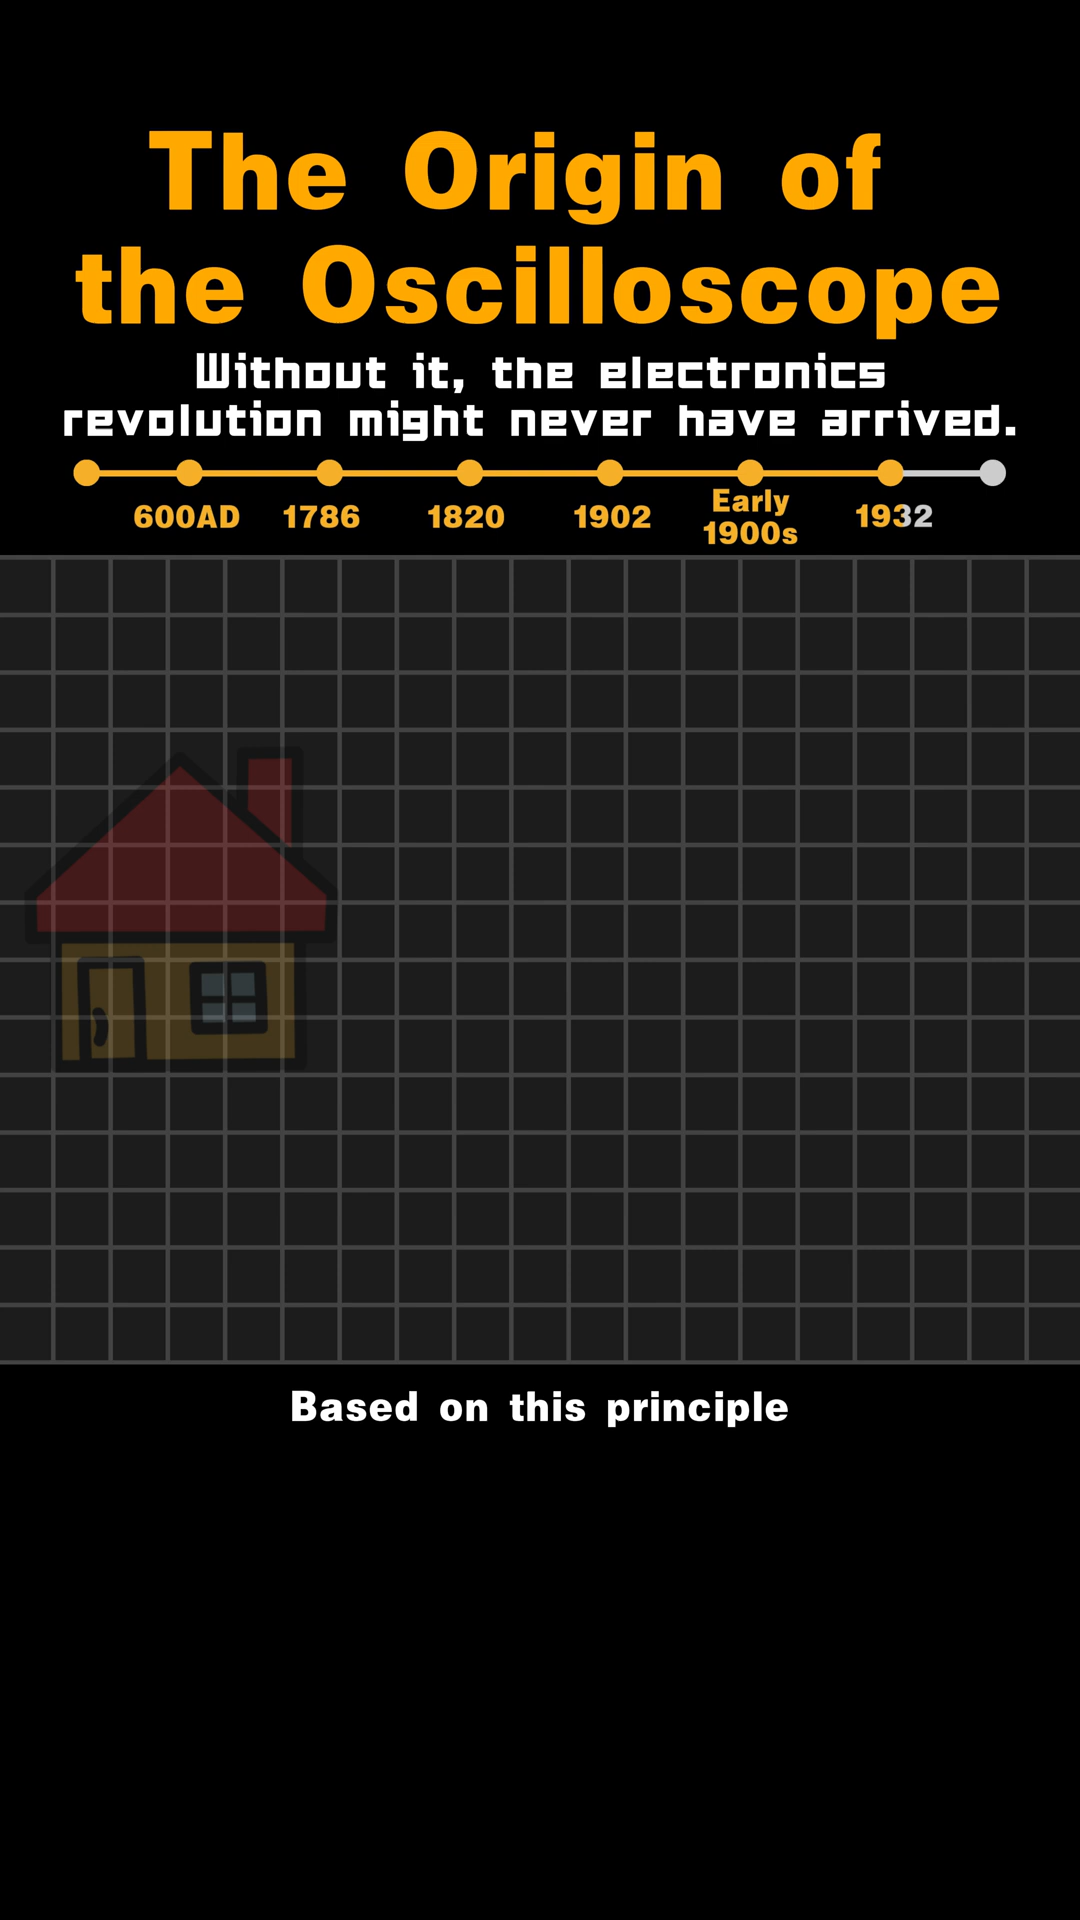 The Origin of
the Oscilloscope
Without it, the electronics
revolution might never have arrived.
600AD 1786 1820 1902 Early 1900s 1932
Based on this principle